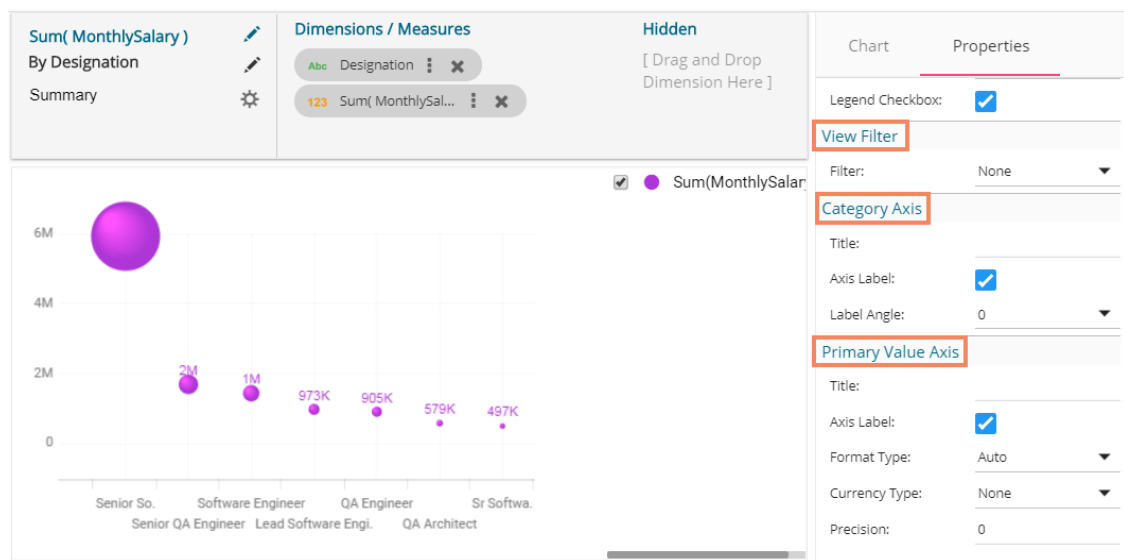 Sum( MonthlySalary )
By Designation
Summary
Dimensions / Measures
Abc Designation
123 Sum( MonthlySal...
Hidden
[ Drag and Drop
Dimension Here ]
Chart Properties
Legend Checkbox:
View Filter
Filter: None
Category Axis
Title:
Axis Label:
Label Angle: 0
Primary Value Axis
Title:
Axis Label:
Format Type: Auto
Currency Type: None
Precision: 0
Sum(MonthlySalary
6M
4M
2M
0
2M
1M
973K
905K
579K
497K
Senior So. Software Engineer QA Engineer Sr Softwa.
Senior QA Engineer Lead Software Engi. QA Architect